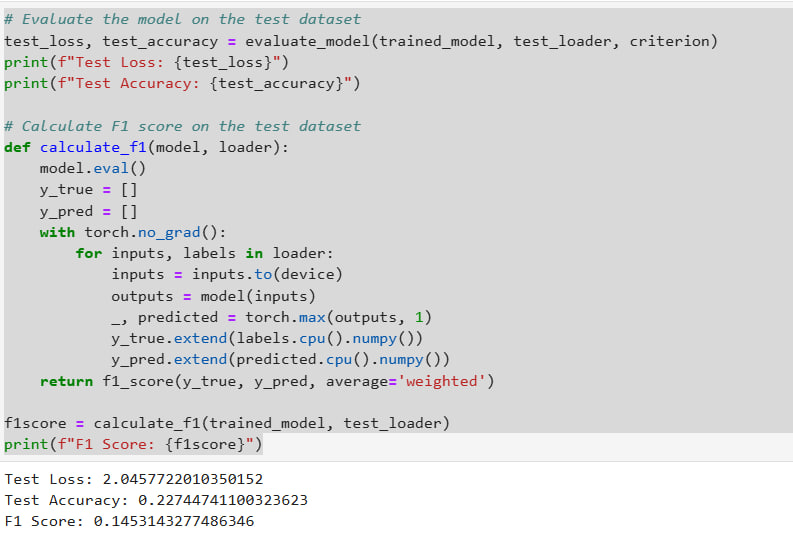 # Evaluate the model on the test dataset
test_loss, test_accuracy = evaluate_model(trained_model, test_loader, criterion)
print(f"Test Loss: {test_loss}")
print(f"Test Accuracy: {test_accuracy}")
# Calculate F1 score on the test dataset
def calculate_f1(model, loader):
    model.eval()
    y_true = []
    y_pred = []
    with torch.no_grad():
        for inputs, labels in loader:
            inputs = inputs.to(device)
            outputs = model(inputs)
            _, predicted = torch.max(outputs, 1)
            y_true.extend(labels.cpu().numpy())
            y_pred.extend(predicted.cpu().numpy())
    return f1_score(y_true, y_pred, average='weighted')
f1score = calculate_f1(trained_model, test_loader)
print(f"F1 Score: {f1score}")
Test Loss: 2.0457722010350152
Test Accuracy: 0.22744741100323623
F1 Score: 0.1453143277486346